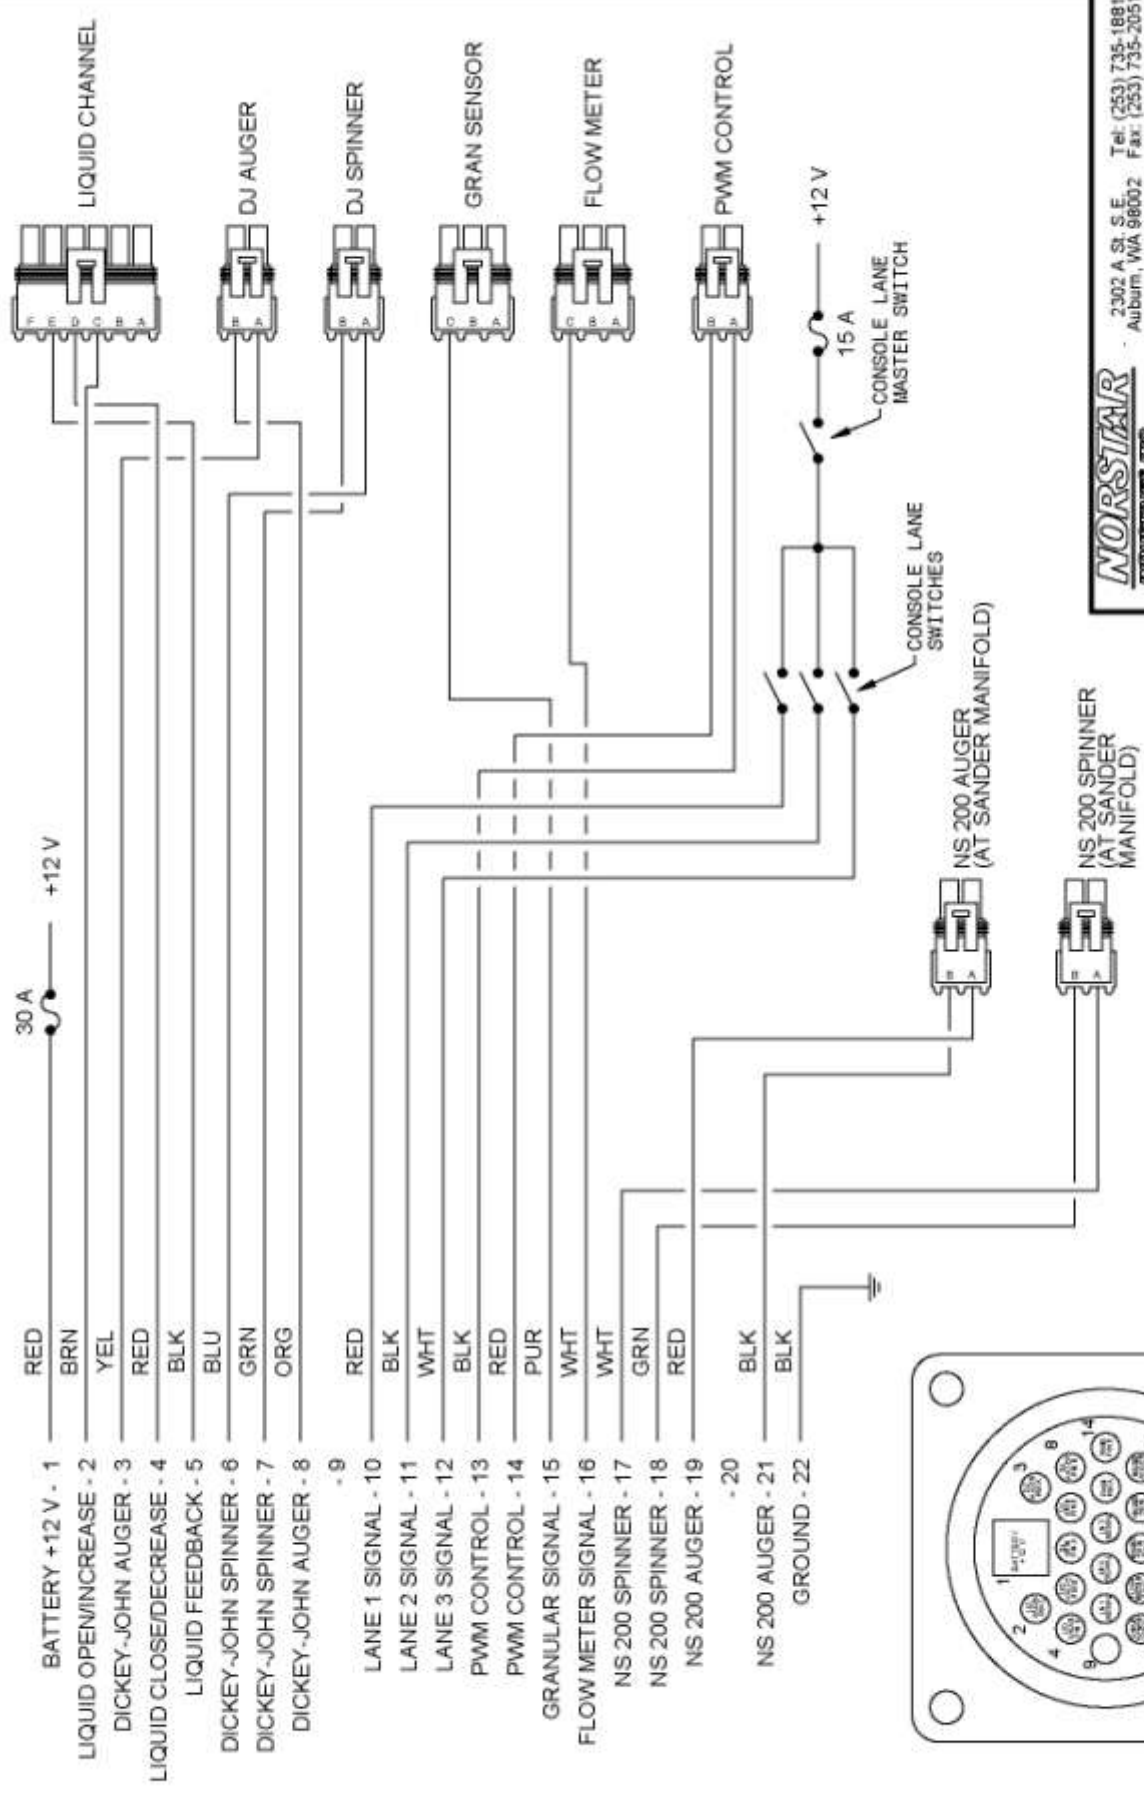 BATTERY +12 V - 1 RED 30 A +12 V
LIQUID OPEN/INCREASE - 2 BRN
DICKEY-JOHN AUGER - 3 YEL
LIQUID CLOSE/DECREASE - 4 RED
LIQUID FEEDBACK - 5 BLK
DICKEY-JOHN SPINNER - 6 BLU
DICKEY-JOHN SPINNER - 7 GRN
DICKEY-JOHN AUGER - 8 ORG
- 9
LANE 1 SIGNAL - 10 RED
LANE 2 SIGNAL - 11 BLK
LANE 3 SIGNAL - 12 WHT
PWM CONTROL - 13 BLK
PWM CONTROL - 14 RED
GRANULAR SIGNAL - 15 PUR
FLOW METER SIGNAL - 16 WHT
NS 200 SPINNER - 17 WHT
NS 200 SPINNER - 18 GRN
NS 200 AUGER - 19 RED
- 20
NS 200 AUGER - 21 BLK
GROUND - 22 BLK
F E D C B A
LIQUID CHANNEL
B A
DJ AUGER
B A
DJ SPINNER
C B A
GRAN SENSOR
C B A
FLOW METER
B A
PWM CONTROL
+12 V
15 A
CONSOLE LANE
MASTER SWITCH
CONSOLE LANE
SWITCHES
B A
NS 200 AUGER
(AT SANDER MANIFOLD)
B A
NS 200 SPINNER
(AT SANDER
MANIFOLD)
1
BATTERY
+12 V
2
3
4
8
9
14
NORSTAR
2302 A St. S.E.
Auburn, WA 98002
Tel: (253) 735-1881
Fax: (253) 735-2051